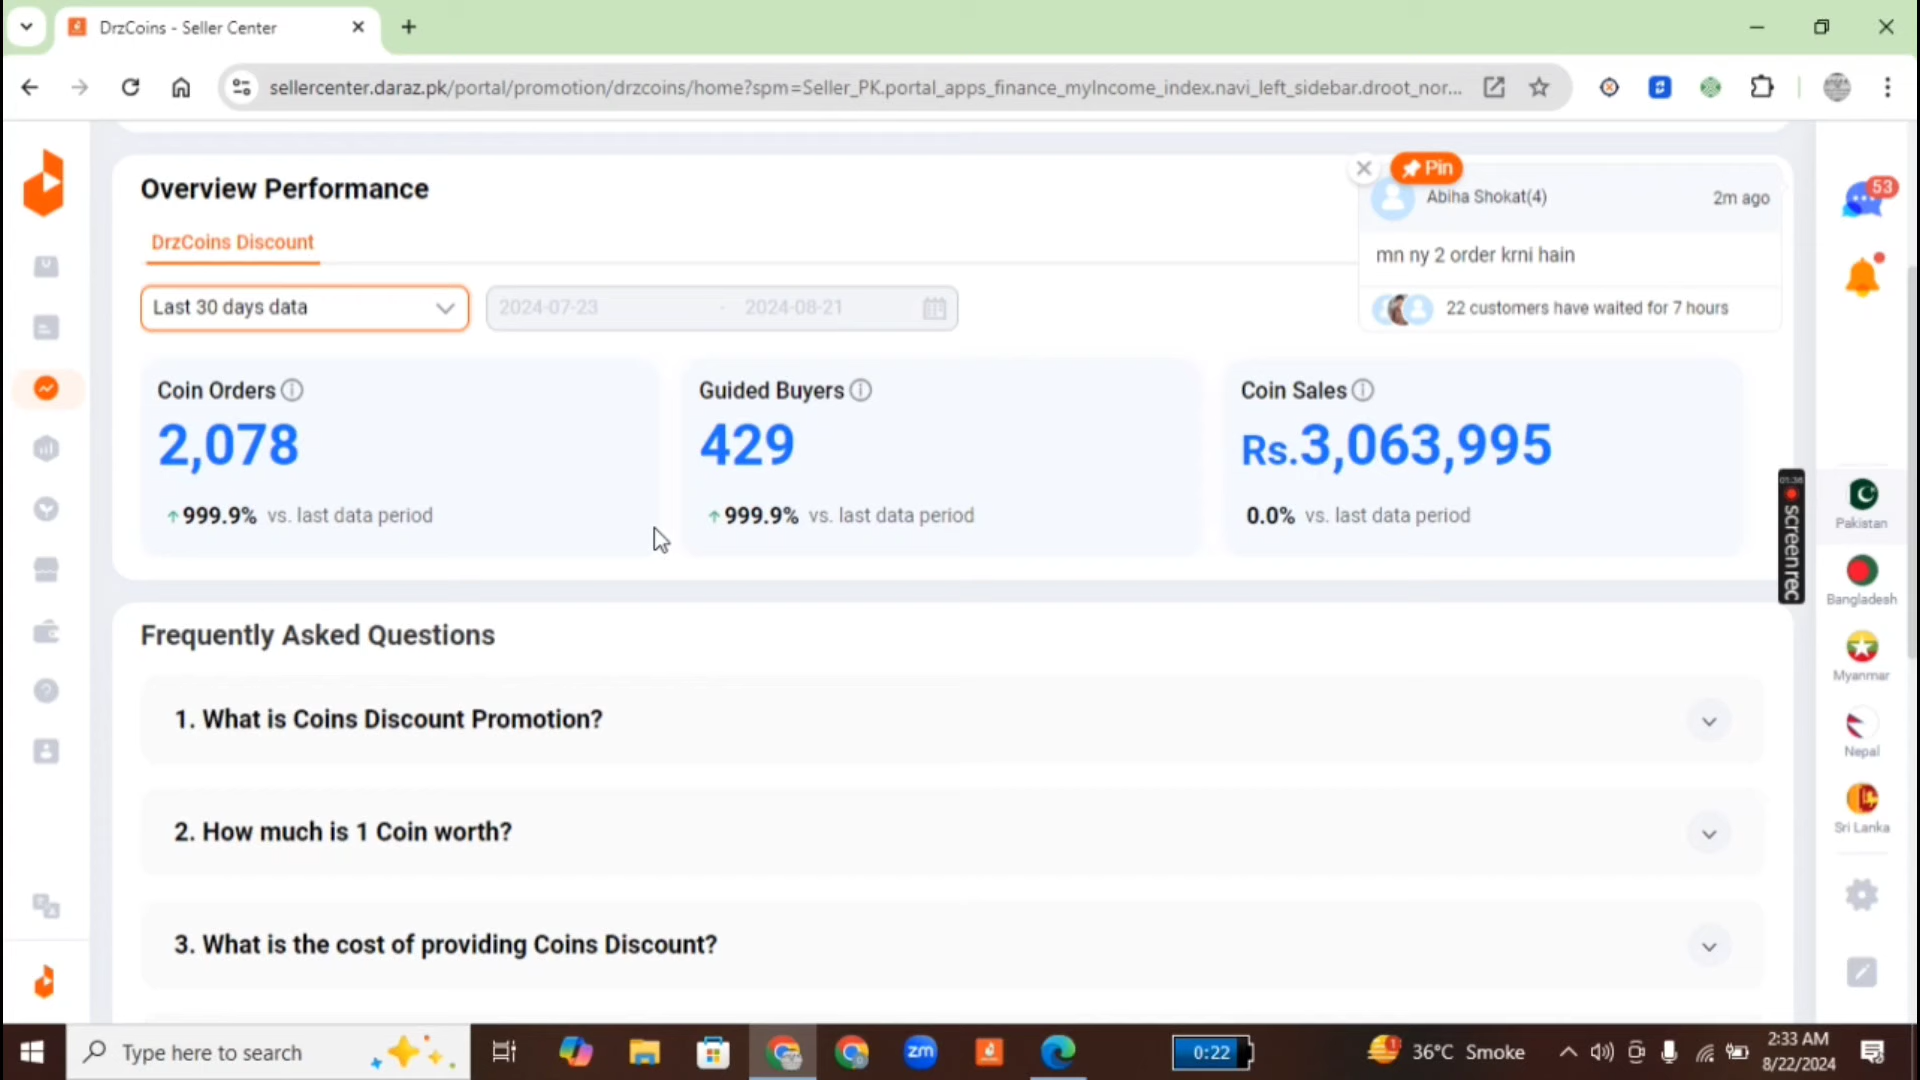 DrzCoins - Seller Center
sellercenter.daraz.pk/portal/promotion/drzcoins/home?spm=Seller_PK.portal_apps_finance_myIncome_index.navi_left_sidebar.droot_nor...
Overview Performance
Pin
Abiha Shokat(4)
2m ago
53
DrzCoins Discount
mn ny 2 order krni hain
Last 30 days data
2024-07-23 - 2024-08-21
22 customers have waited for 7 hours
Coin Orders
Guided Buyers
Coin Sales
2,078
429
Rs.3,063,995
999.9% vs. last data period
999.9% vs. last data period
0.0% vs. last data period
01:36
screenrec
Pakistan
Bangladesh
Myanmar
Nepal
Sri Lanka
Frequently Asked Questions
1. What is Coins Discount Promotion?
2. How much is 1 Coin worth?
3. What is the cost of providing Coins Discount?
Type here to search
zm
0:22
1
36°C Smoke
2:33 AM
8/22/2024